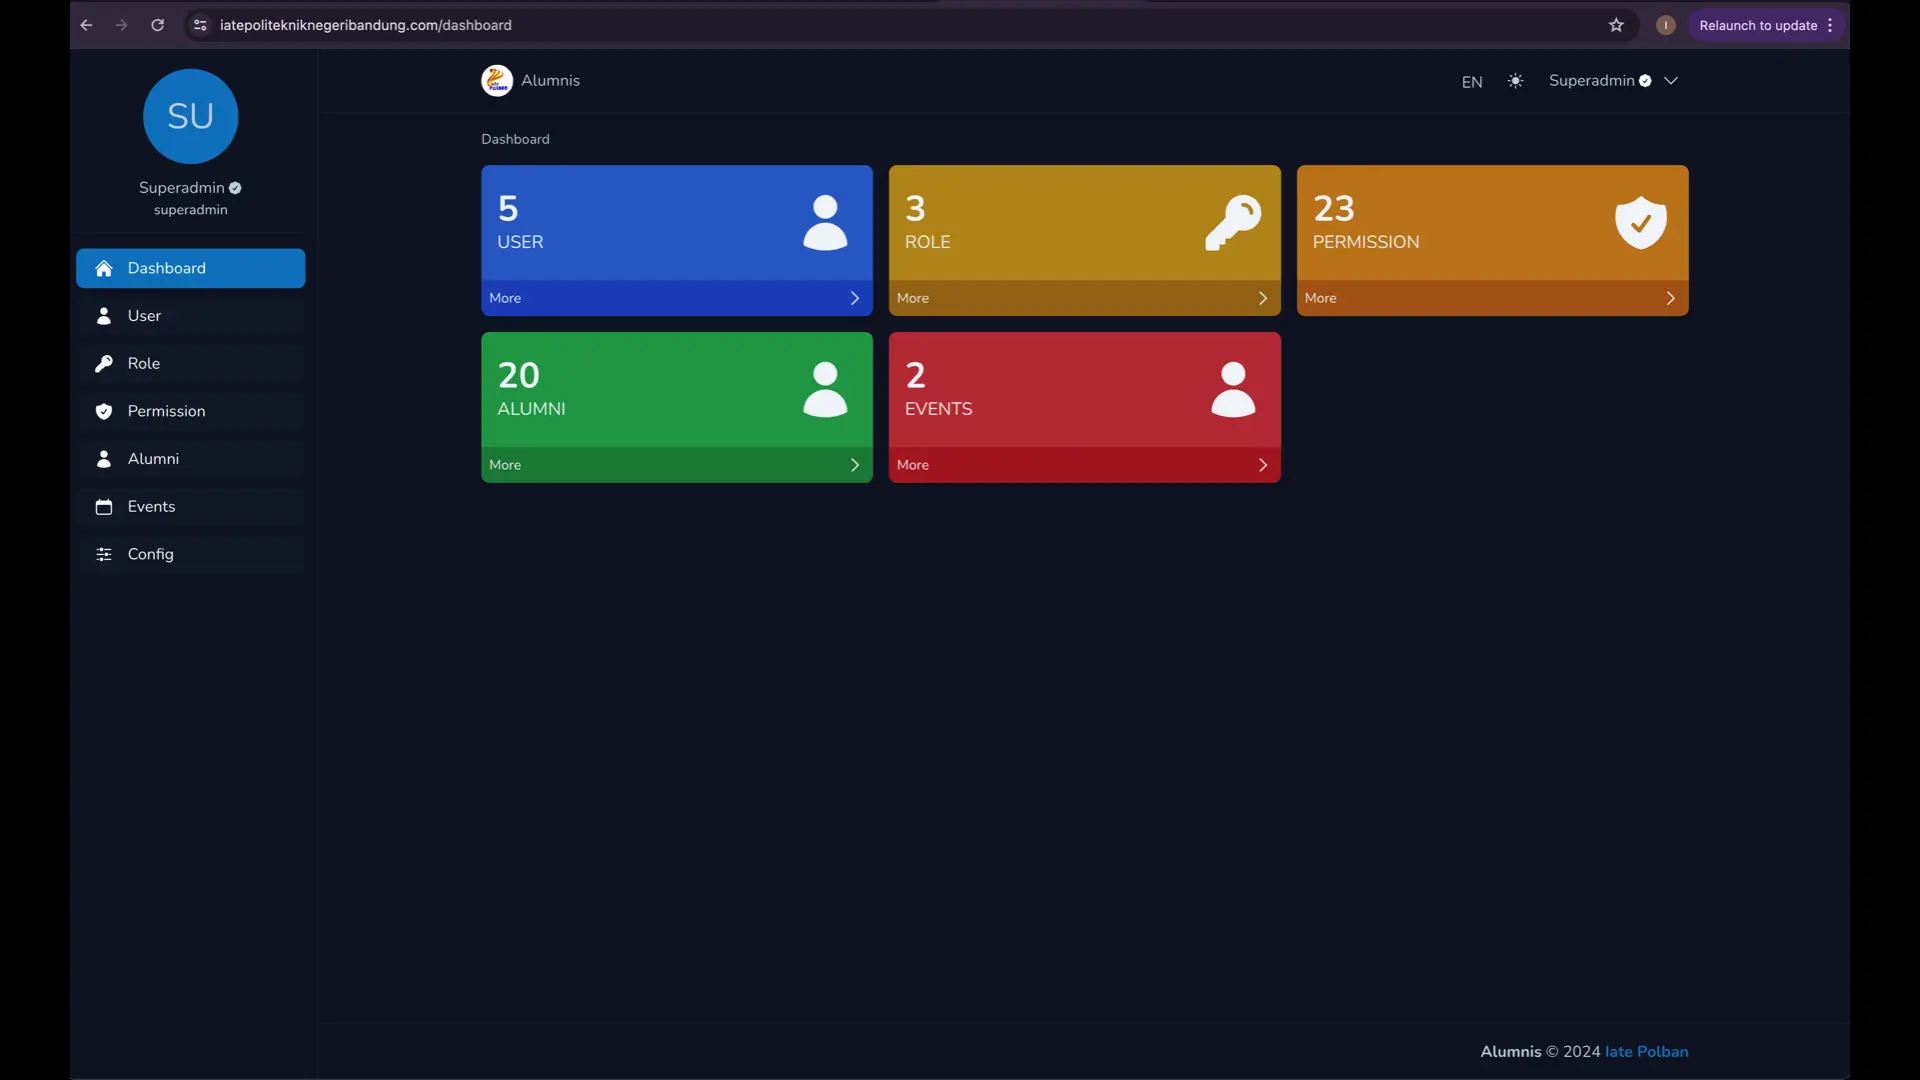 iatepolitekniknegeribandung.com/dashboard
I
Relaunch to update
SU
Superadmin
superadmin
Dashboard
User
Role
Permission
Alumni
Events
Config
Alumnis
EN
Superadmin
Dashboard
5
USER
More
3
ROLE
More
23
PERMISSION
More
20
ALUMNI
More
2
EVENTS
More
Alumnis © 2024 Iate Polban